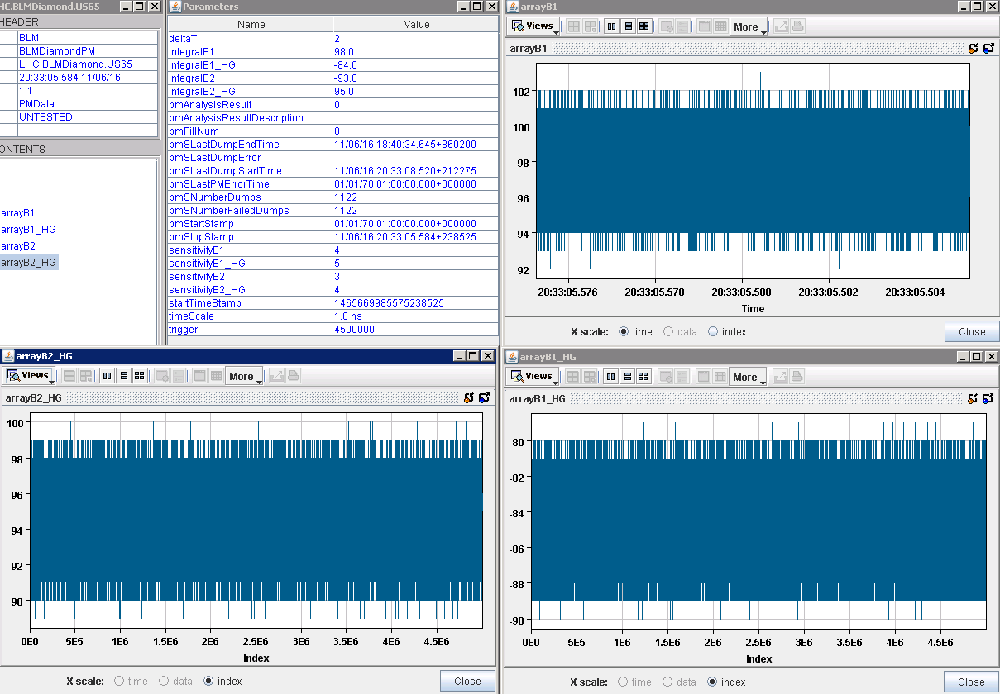 HC.BLMDiamond.US65
HEADER
BLM
BLMDiamondPM
LHC.BLMDiamond.US65
20:33:05.584 11/06/16
1.1
PMData
UNTESTED
ONTENTS
arrayB1
arrayB1_HG
arrayB2
arrayB2_HG
Parameters
Name Value
deltaT 2
integralB1 98.0
integralB1_HG -84.0
integralB2 -93.0
integralB2_HG 95.0
pmAnalysisResult 0
pmAnalysisResultDescription
pmFillNum 0
pmSLastDumpEndTime 11/06/16 18:40:34.645+860200
pmSLastDumpError
pmSLastDumpStartTime 11/06/16 20:33:08.520+212275
pmSLastPMErrorTime 01/01/70 01:00:00.000+000000
pmSNumberDumps 1122
pmSNumberFailedDumps 1122
pmStartStamp 01/01/70 01:00:00.000+000000
pmStopStamp 11/06/16 20:33:05.584+238525
sensitivityB1 4
sensitivityB1_HG 5
sensitivityB2 3
sensitivityB2_HG 4
startTimeStamp 1465669985575238525
timeScale 1.0 ns
trigger 4500000
arrayB1
Views More
arrayB1
102
100
98
96
94
92
20:33:05.576 20:33:05.578 20:33:05.580 20:33:05.582 20:33:05.584
Time
X scale: time data index Close
arrayB2_HG
Views More
arrayB2_HG
100
98
96
94
92
90
0E0 5E5 1E6 1.5E6 2E6 2.5E6 3E6 3.5E6 4E6 4.5E6
Index
X scale: time data index Close
arrayB1_HG
Views More
arrayB1_HG
-80
-82
-84
-86
-88
-90
0E0 5E5 1E6 1.5E6 2E6 2.5E6 3E6 3.5E6 4E6 4.5E6
Index
X scale: time data index Close